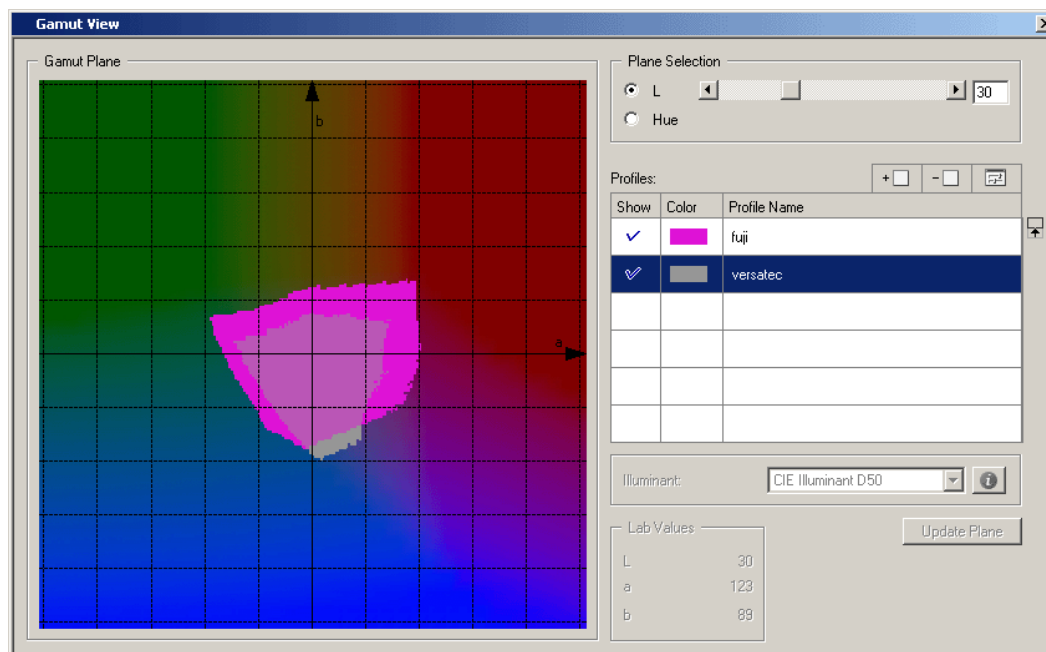 Gamut View
Gamut Plane
b
a
Plane Selection
L
30
Hue
Profiles:
+
-
Show Color Profile Name
fuji
versatec
Illuminant:
CIE Illuminant D50
i
Lab Values
L 30
a 123
b 89
Update Plane